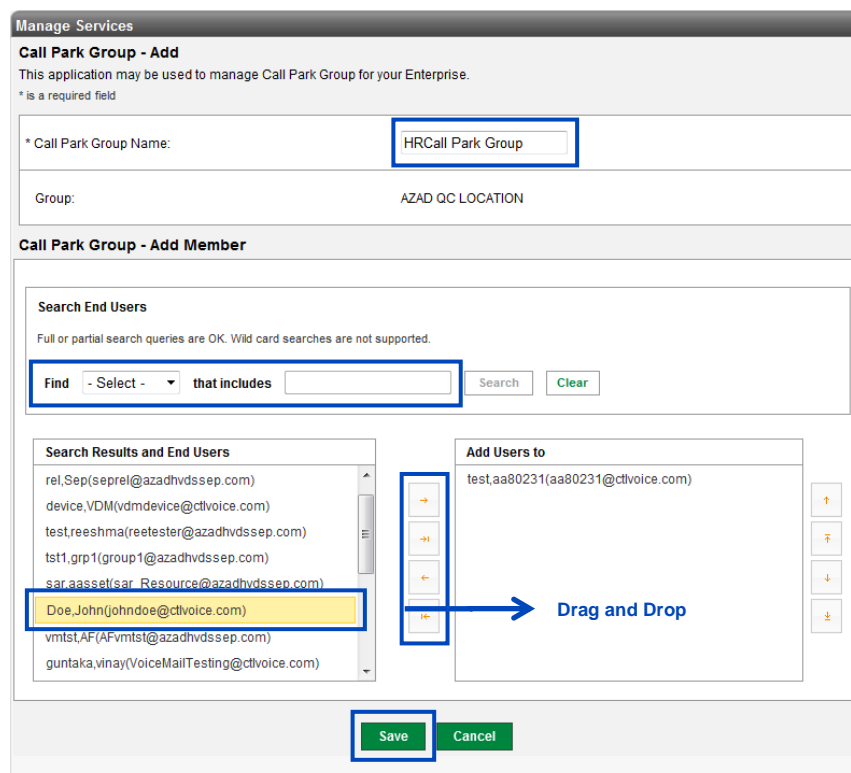 Manage Services
Call Park Group - Add
This application may be used to manage Call Park Group for your Enterprise.
* is a required field
* Call Park Group Name: HRCall Park Group
Group: AZAD QC LOCATION
Call Park Group - Add Member
Search End Users
Full or partial search queries are OK. Wild card searches are not supported.
Find - Select - that includes Search Clear
Search Results and End Users
rel,Sep(seprel@azadhvdssep.com)
device,VDM(vdmdevice@ctlvoice.com)
test,reeshma(reetester@azadhvdssep.com)
tst1,grp1(group1@azadhvdssep.com)
sar,aasset(sar_Resource@azadhvdssep.com)
Doe,John(johndoe@ctlvoice.com)
vmtst,AF(AFvmtst@azadhvdssep.com)
guntaka,vinay(VoiceMailTesting@ctlvoice.com)
Add Users to
test,aa80231(aa80231@ctlvoice.com)
Drag and Drop
Save Cancel